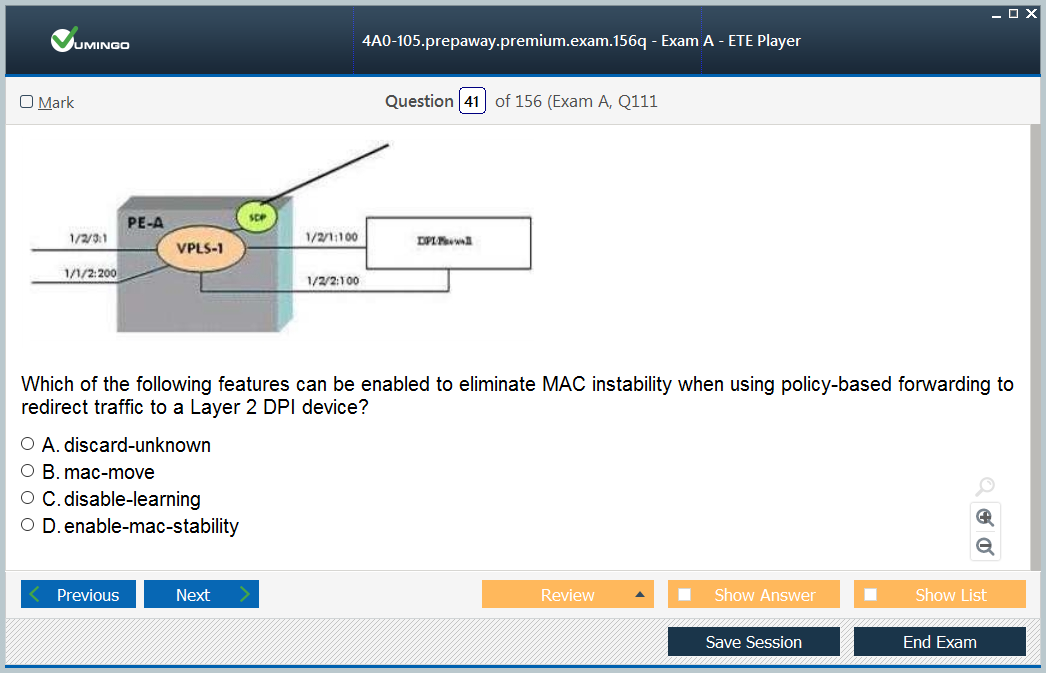 VUMINGO
4A0-105.prepaway.premium.exam.156q - Exam A - ETE Player
Mark
Question 41 of 156 (Exam A, Q111
SDP
PE-A
1/2/3:1
VPLS-1
1/2/1:100
DPI/Firewall
1/1/2:200
1/2/2:100
Which of the following features can be enabled to eliminate MAC instability when using policy-based forwarding to
redirect traffic to a Layer 2 DPI device?
A. discard-unknown
B. mac-move
C. disable-learning
D. enable-mac-stability
Previous
Next
Review
Show Answer
Show List
Save Session
End Exam